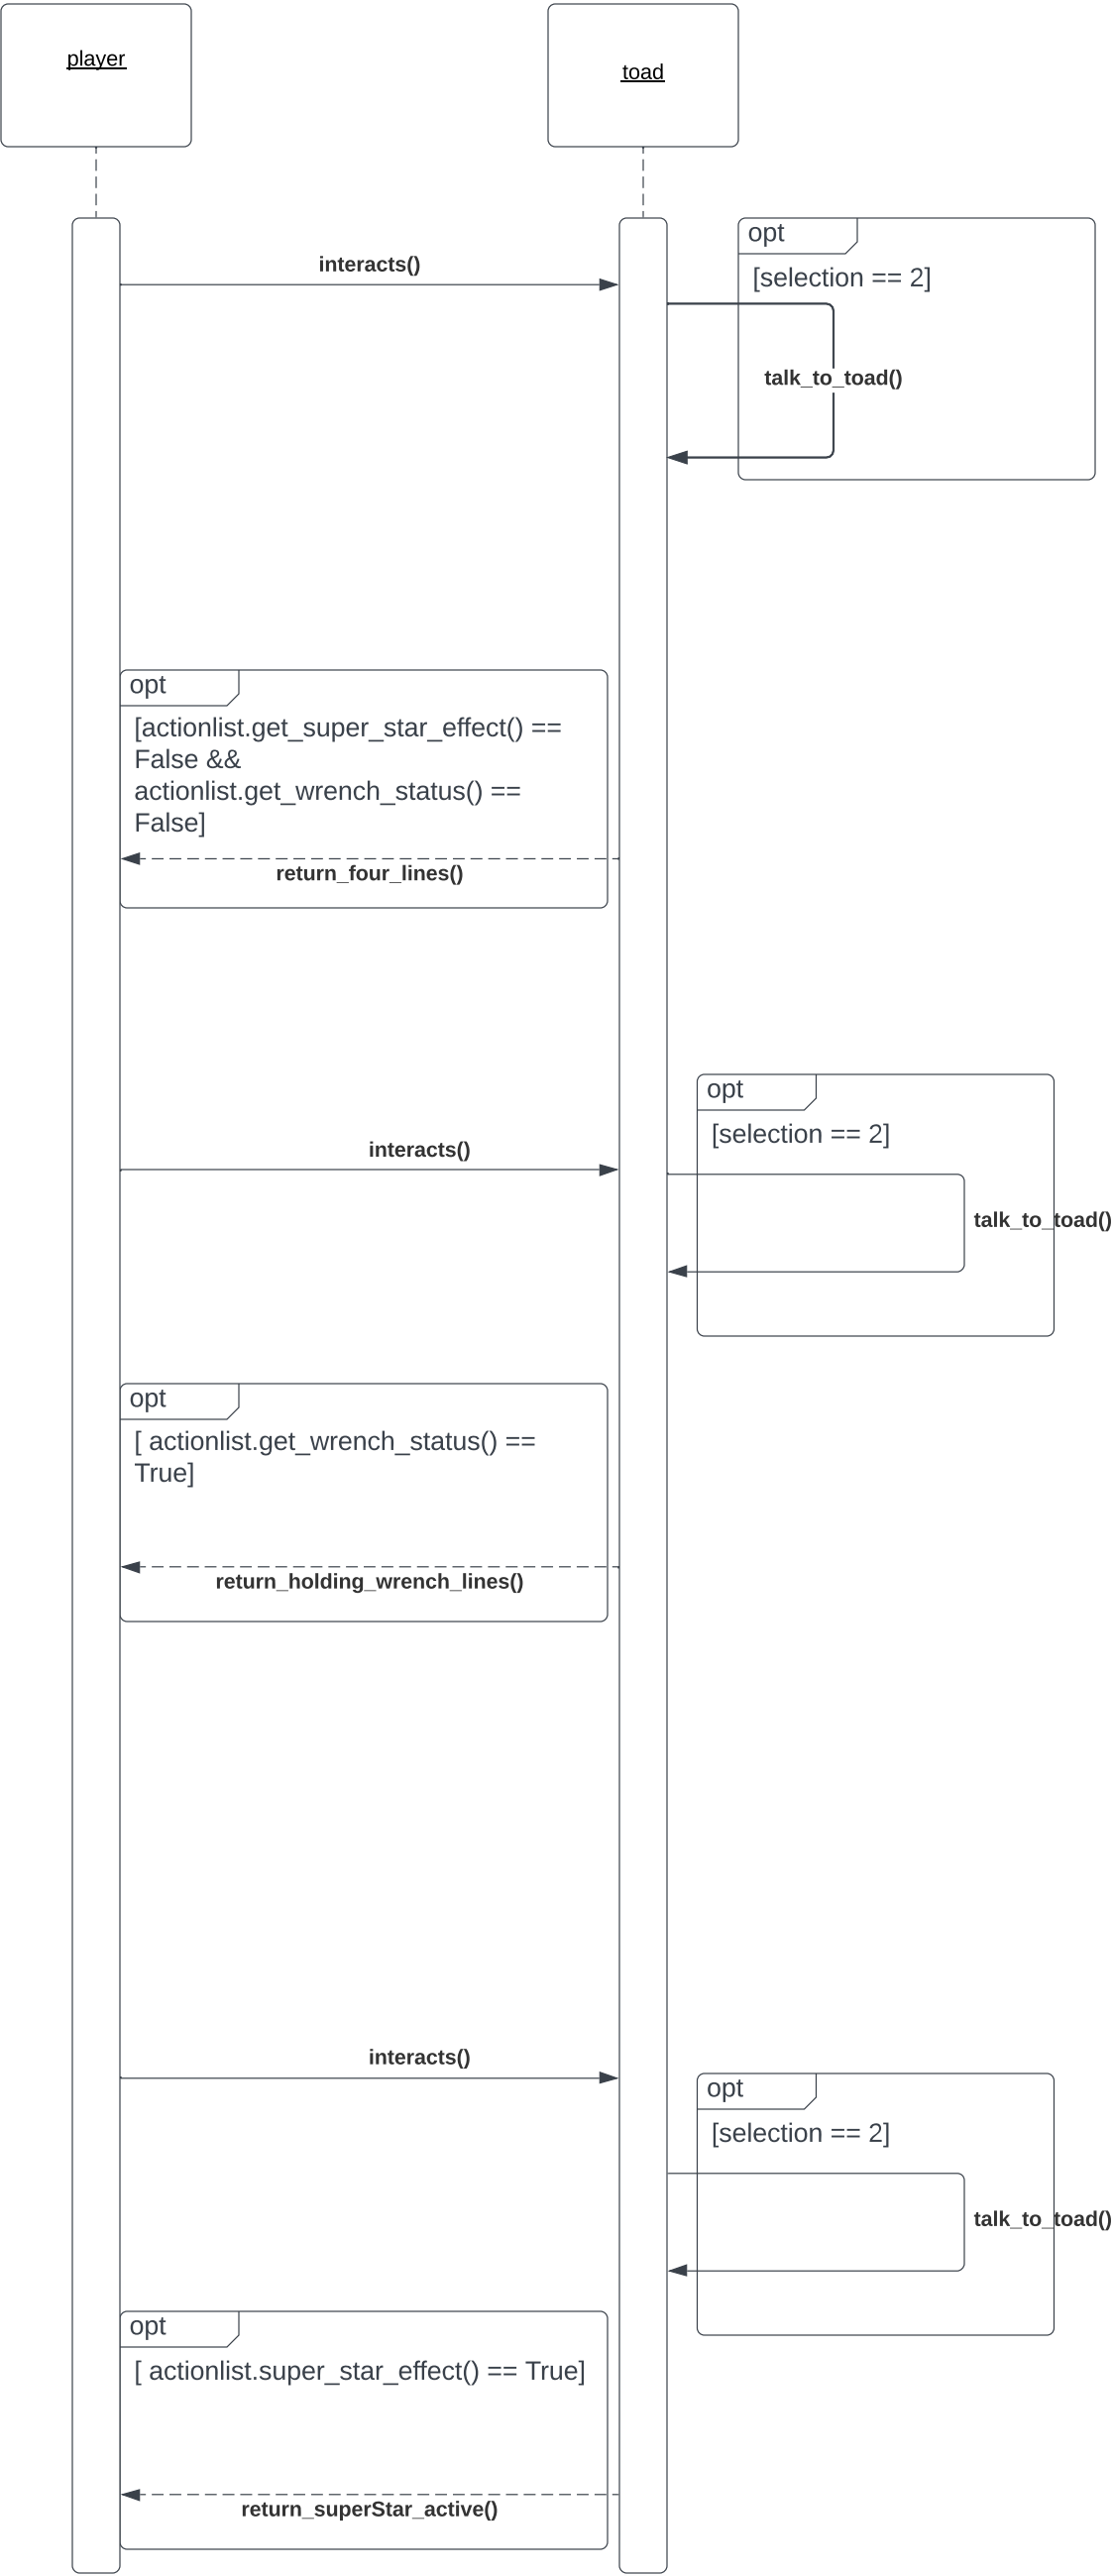 player
toad
interacts()
opt
[selection == 2]
talk_to_toad()
opt
[actionlist.get_super_star_effect() ==
False &&
actionlist.get_wrench_status() ==
False]
return_four_lines()
opt
[selection == 2]
interacts()
talk_to_toad()
opt
[ actionlist.get_wrench_status() ==
True]
return_holding_wrench_lines()
interacts()
opt
[selection == 2]
talk_to_toad()
opt
[ actionlist.super_star_effect() == True]
return_superStar_active()